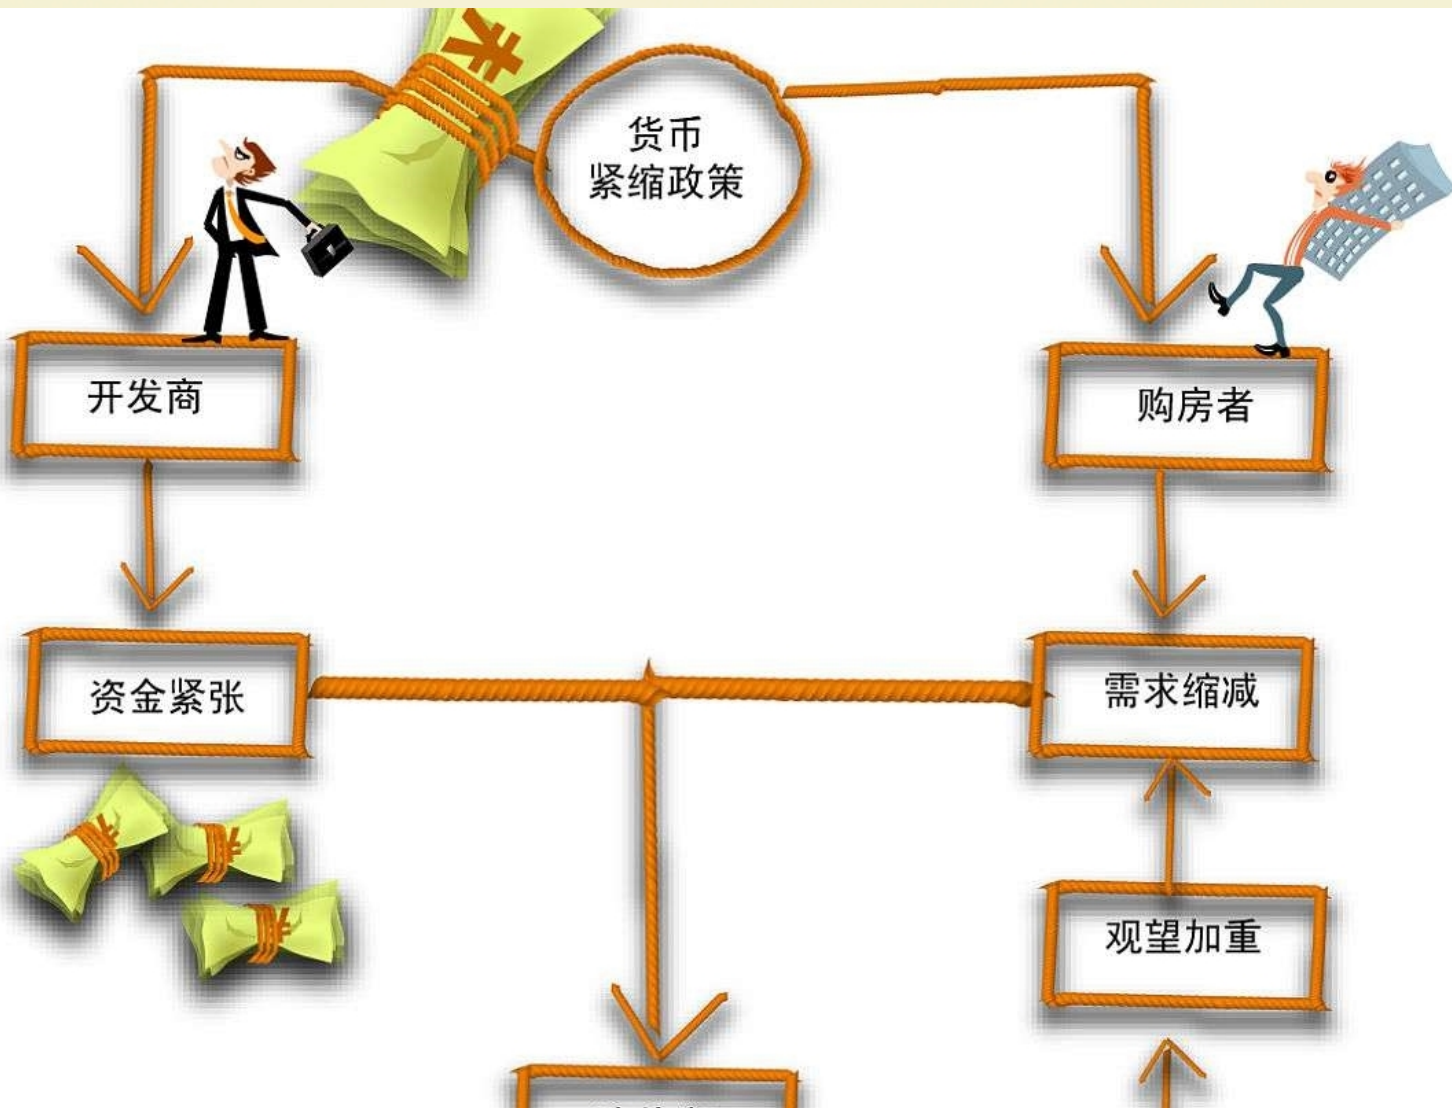 货币
紧缩政策
开发商
购房者
资金紧张
需求缩减
观望加重